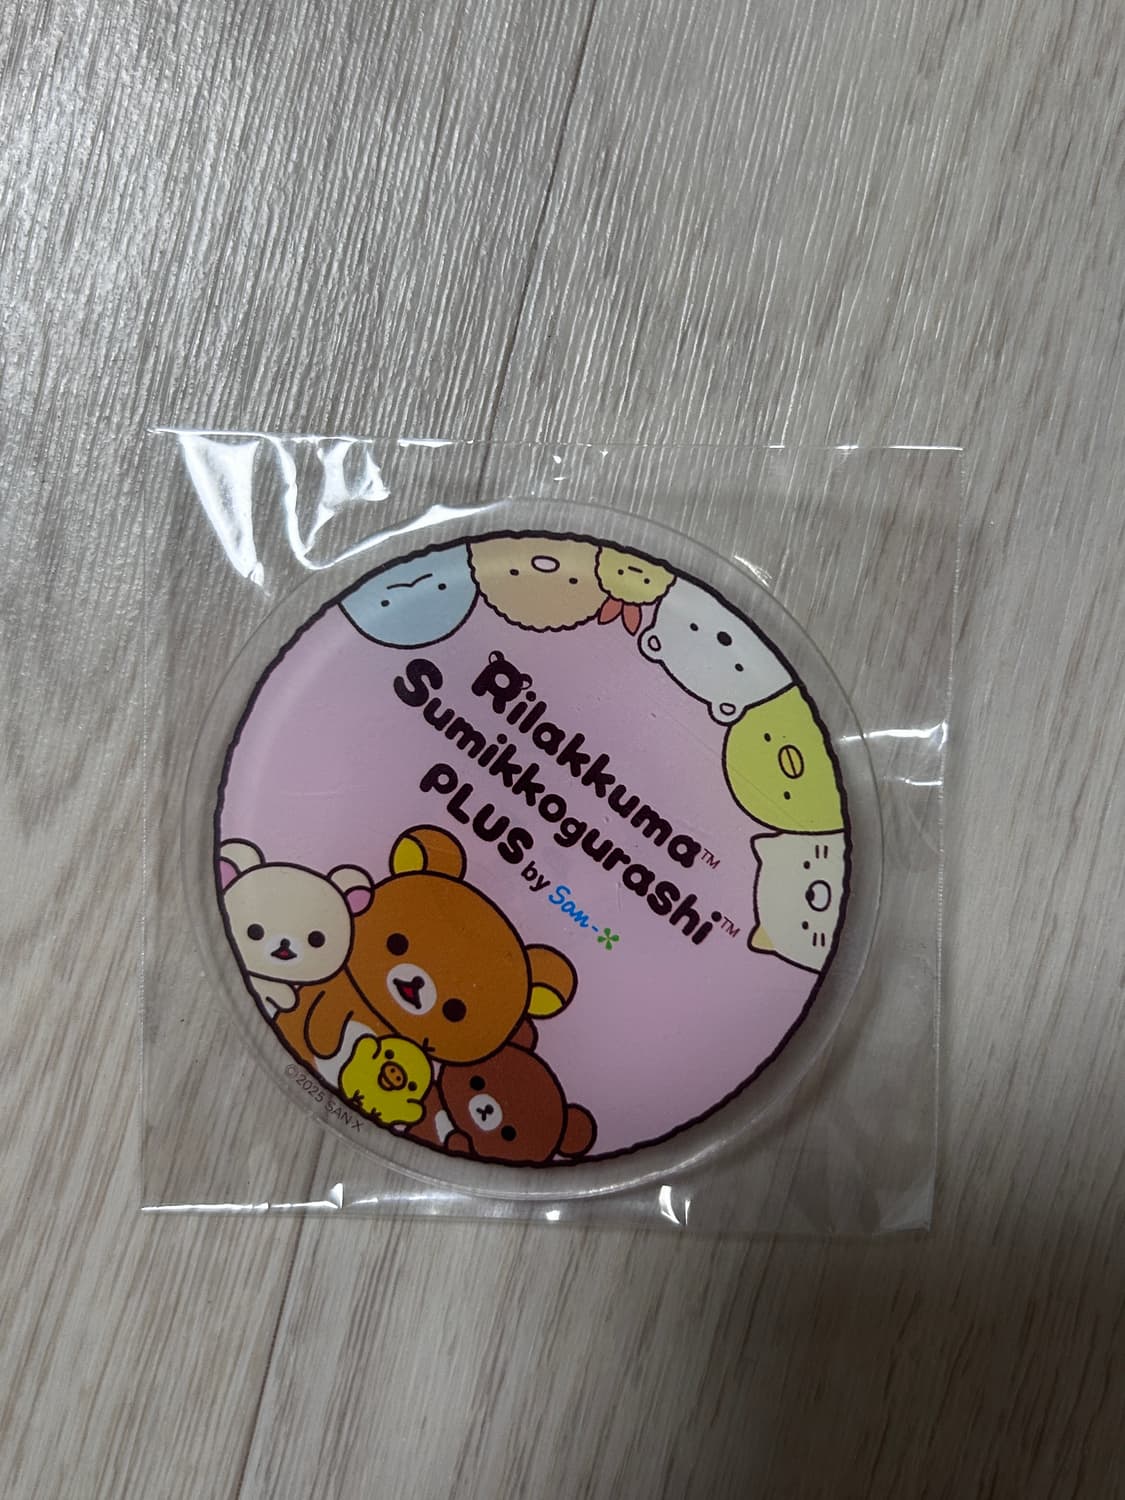 Rilakkuma™
Sumikkogurashi™
PLUS by San-X
©2025 SAN-X